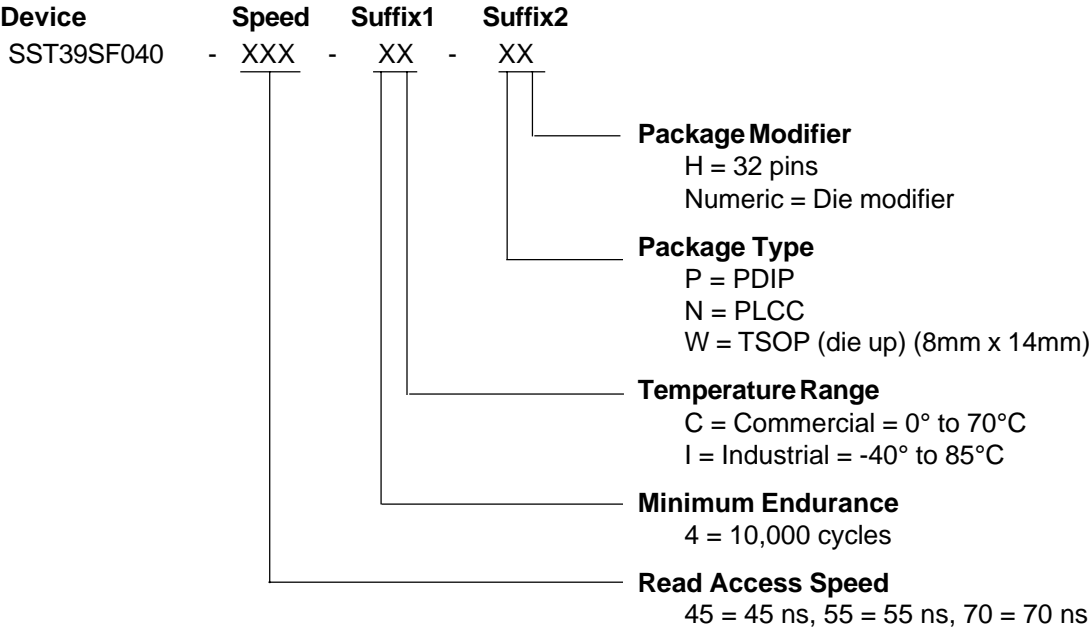 Device Speed Suffix1 Suffix2
SST39SF040 - XXX - XX - XX
Package Modifier
H = 32 pins
Numeric = Die modifier
Package Type
P = PDIP
N = PLCC
W = TSOP (die up) (8mm x 14mm)
Temperature Range
C = Commercial = 0° to 70°C
I = Industrial = -40° to 85°C
Minimum Endurance
4 = 10,000 cycles
Read Access Speed
45 = 45 ns, 55 = 55 ns, 70 = 70 ns